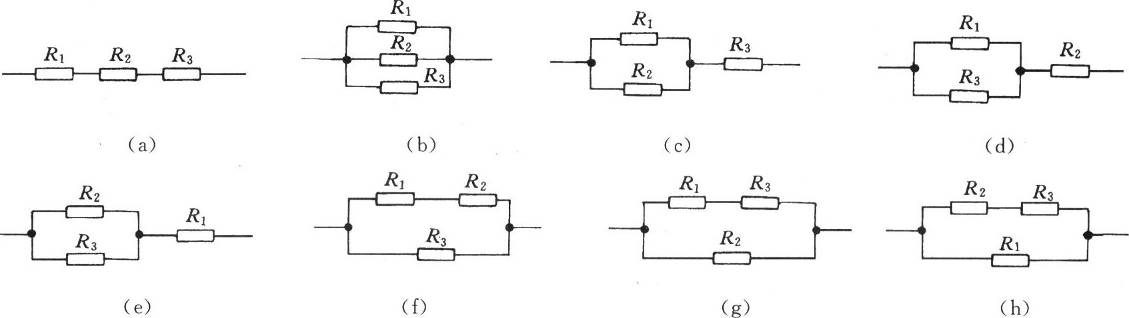 R1 R2 R3
(a)
R1
R2
R3
(b)
R1
R2
R3
(c)
R1
R3
R2
(d)
R2
R3
R1
(e)
R1 R2
R3
(f)
R1 R3
R2
(g)
R2 R3
R1
(h)